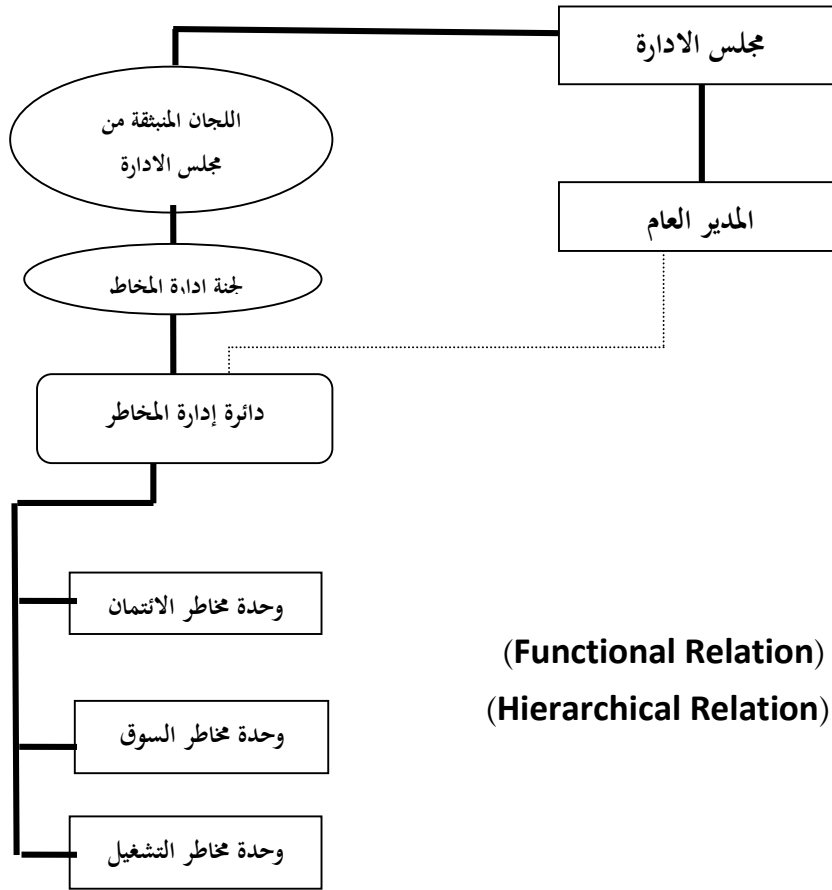 مجلس الادارة
اللجان المنبثقة من
مجلس الادارة
المدير العام
لجنة ادارة المخاط
دائرة إدارة المخاطر
وحدة مخاطر الائتمان
وحدة مخاطر السوق
وحدة مخاطر التشغيل
(Functional Relation)
(Hierarchical Relation)